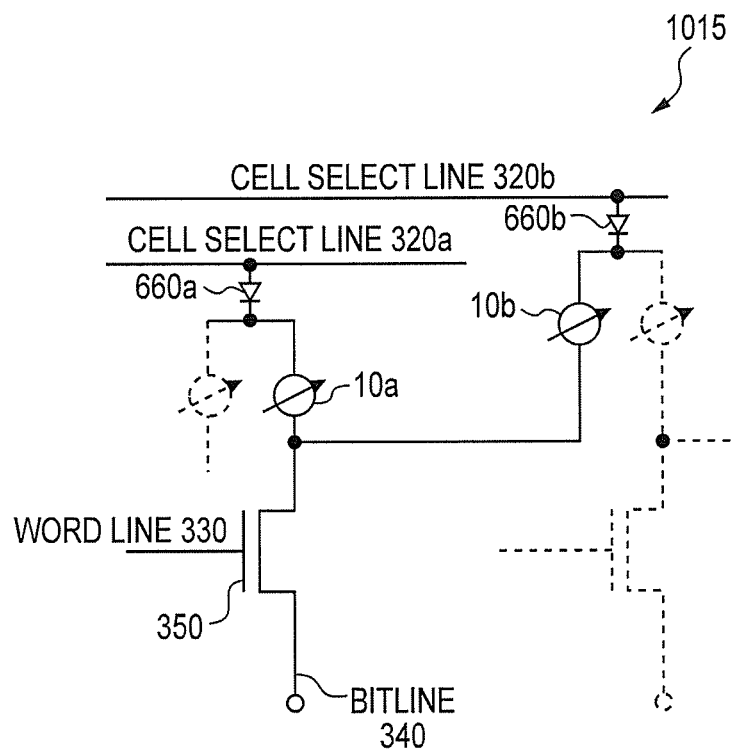 1015
CELL SELECT LINE 320b
660b
CELL SELECT LINE 320a
660a
10b
10a
WORD LINE 330
350
BITLINE
340